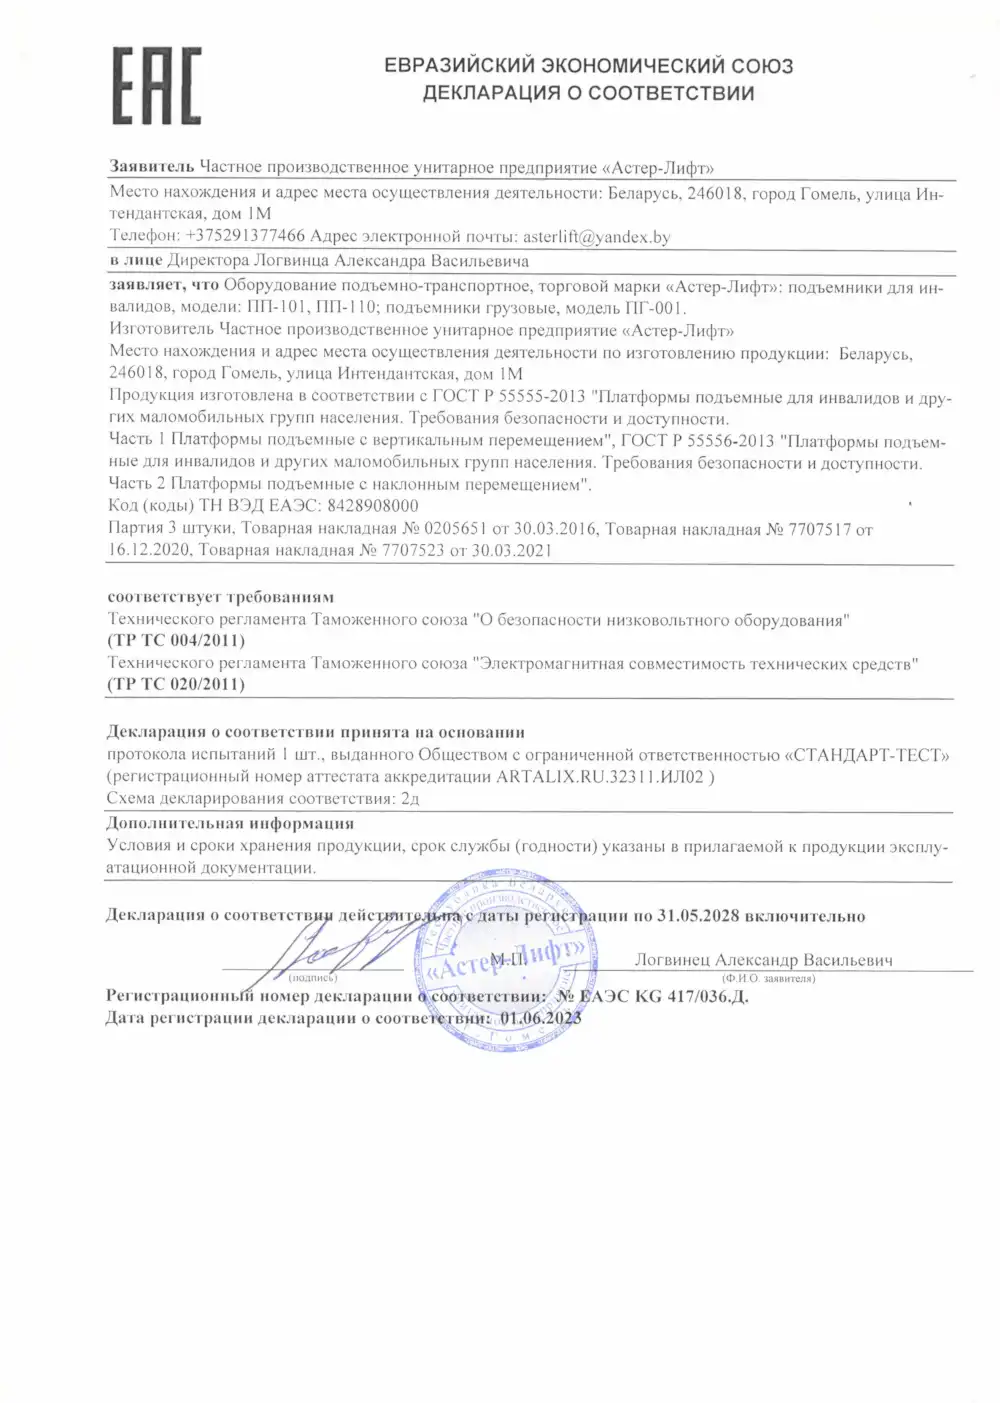 EAC
ЕВРАЗИЙСКИЙ ЭКОНОМИЧЕСКИЙ СОЮЗ
ДЕКЛАРАЦИЯ О СООТВЕТСТВИИ
Заявитель Частное производственное унитарное предприятие «Астер-Лифт»
Место нахождения и адрес места осуществления деятельности: Беларусь, 246018, город Гомель, улица Ин-
тендантская, дом 1М
Телефон: +375291377466 Адрес электронной почты: asterlift@yandex.by
в лице Директора Логвинца Александра Васильевича
заявляет, что Оборудование подъемно-транспортное, торговой марки «Астер-Лифт»: подъемники для ин-
валидов, модели: ПП-101, ПП-110; подъемники грузовые, модель ПГ-001.
Изготовитель Частное производственное унитарное предприятие «Астер-Лифт»
Место нахождения и адрес места осуществления деятельности по изготовлению продукции: Беларусь,
246018, город Гомель, улица Интендантская, дом 1М
Продукция изготовлена в соответствии с ГОСТ Р 55555-2013 "Платформы подъемные для инвалидов и дру-
гих маломобильных групп населения. Требования безопасности и доступности.
Часть 1 Платформы подъемные с вертикальным перемещением", ГОСТ Р 55556-2013 "Платформы подъем-
ные для инвалидов и других маломобильных групп населения. Требования безопасности и доступности.
Часть 2 Платформы подъемные с наклонным перемещением".
Код (коды) ТН ВЭД ЕАЭС: 8428908000
Партия 3 штуки, Товарная накладная № 0205651 от 30.03.2016, Товарная накладная № 7707517 от
16.12.2020, Товарная накладная № 7707523 от 30.03.2021
соответствует требованиям
Технического регламента Таможенного союза "О безопасности низковольтного оборудования"
(ТР ТС 004/2011)
Технического регламента Таможенного союза "Электромагнитная совместимость технических средств"
(ТР ТС 020/2011)
Декларация о соответствии принята на основании
протокола испытаний 1 шт., выданного Обществом с ограниченной ответственностью «СТАНДАРТ-ТЕСТ»
(регистрационный номер аттестата аккредитации ARTALIX.RU.32311.ИЛ02 )
Схема декларирования соответствия: 2д
Дополнительная информация
Условия и сроки хранения продукции, срок службы (годности) указаны в прилагаемой к продукции эксплу-
атационной документации.
Декларация о соответствии действительна с даты регистрации по 31.05.2028 включительно
М.П.
Логвинец Александр Васильевич
(подпись)
(Ф.И.О. заявителя)
«Астер-Лифт»
Регистрационный номер декларации о соответствии: № ЕАЭС KG 417/036.Д.
Дата регистрации декларации о соответствии: 01.06.2023